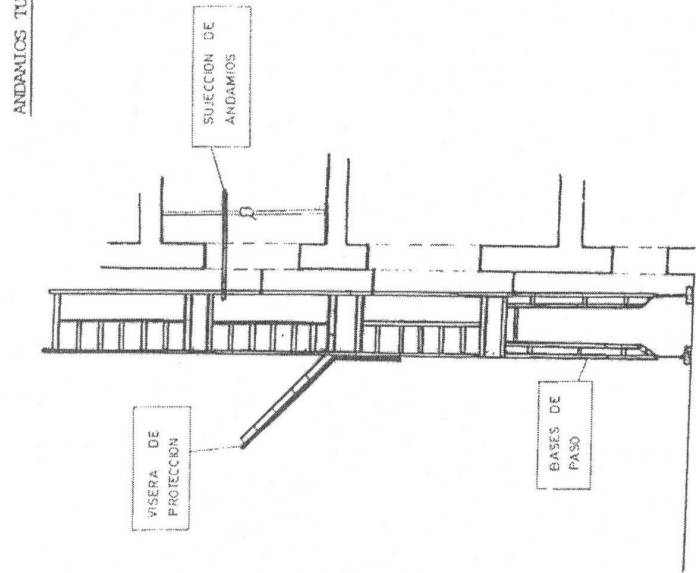 ANDAMIOS TU
SUJECCION DE
ANDAMIOS
VISERA DE
PROTECCION
BASES DE
PASO